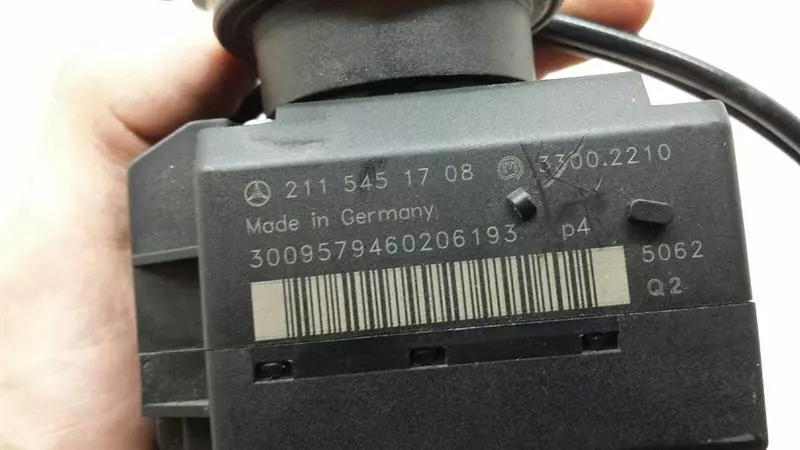 211 545 17 08 3300.2210
Made in Germany
3009579460206193 p4
5062
Q2